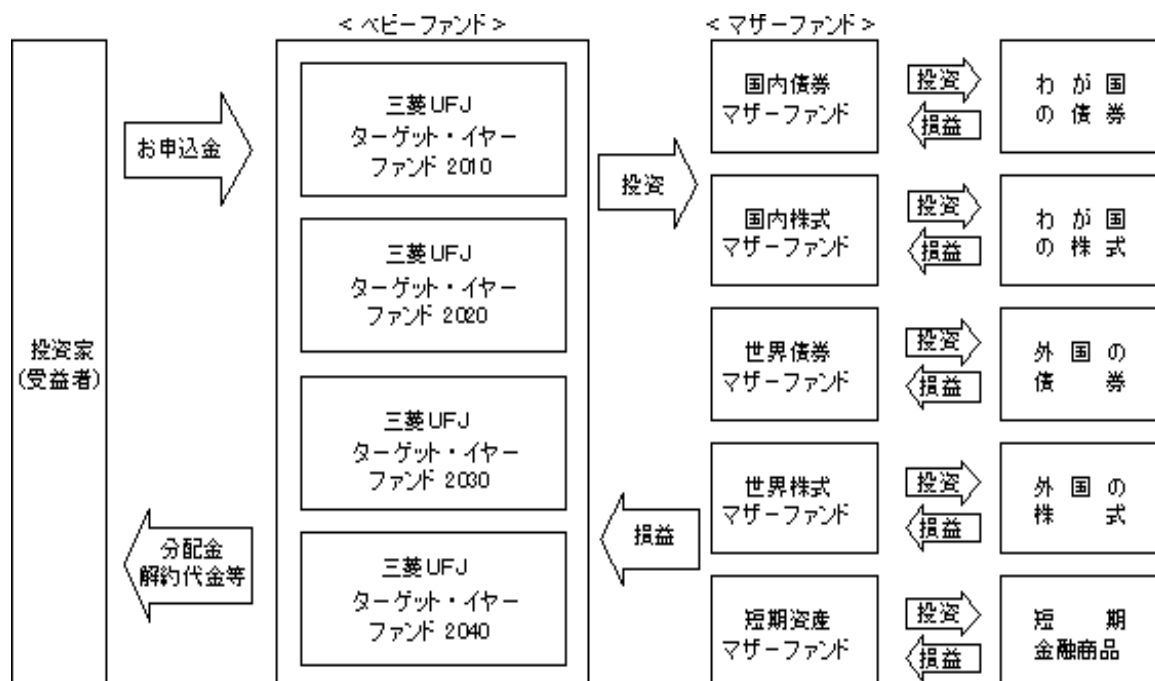 <ベビーファンド>
<マザーファンド>
投資家
(受益者)
お申込金
分配金
解約代金等
三菱UFJ
ターゲット・イヤー
ファンド 2010
三菱UFJ
ターゲット・イヤー
ファンド 2020
三菱UFJ
ターゲット・イヤー
ファンド 2030
三菱UFJ
ターゲット・イヤー
ファンド 2040
投資
損益
国内債券
マザーファンド
投資
損益
わが国
の債券
国内株式
マザーファンド
投資
損益
わが国
の株式
世界債券
マザーファンド
投資
損益
外国の
債券
世界株式
マザーファンド
投資
損益
外国の
株式
短期資産
マザーファンド
投資
損益
短期
金融商品